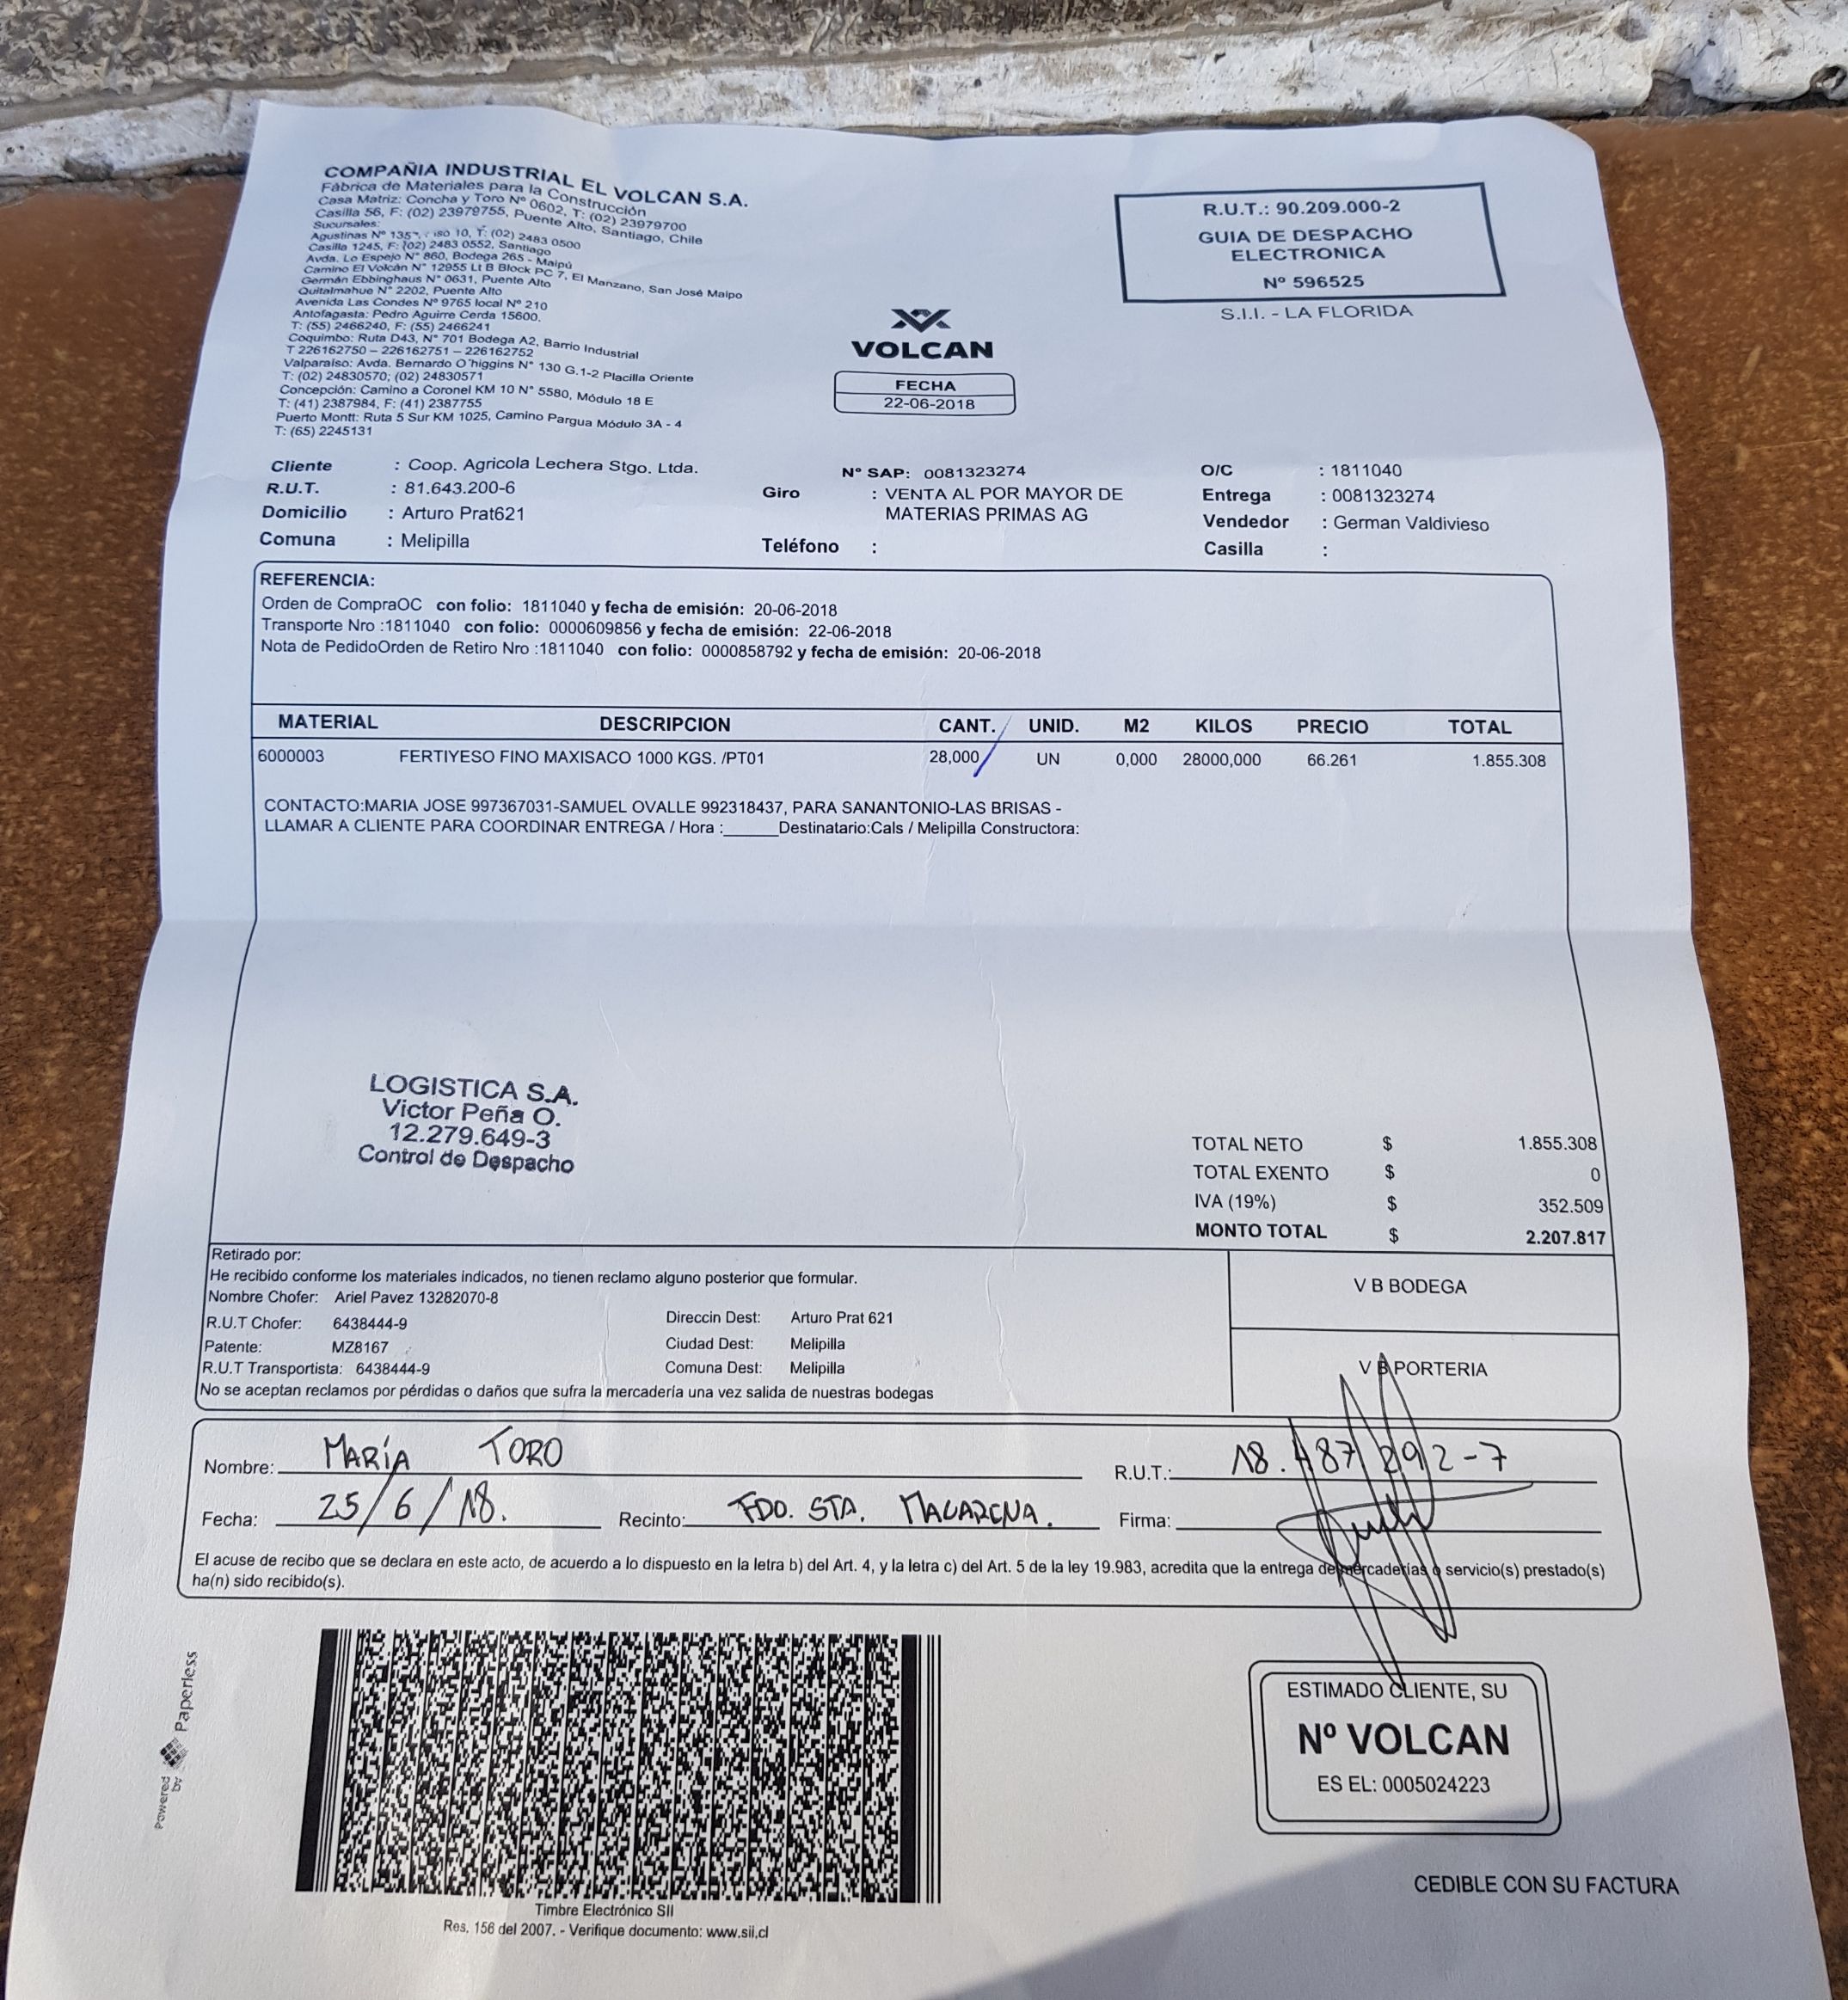 COMPAÑIA INDUSTRIAL EL VOLCAN S.A.
Fábrica de Materiales para la Construcción
Casa Matriz: Concha y Toro Nº 0602, T: (02) 23979700
Casilla 56, F: (02) 23979755, Puente Alto, Santiago, Chile
Sucursales:
Agustinas Nº 10, T: (02) 2483 0500
Casilla 1245, F: (02) 2483 0552, Santiago
Avda. Lo Espejo N° 860, Bodega 265 - Maipú
Camino El Volcán N° 12955 Lt B Block PC 7, El Manzano, San José Maipo
Germán Ebbinghaus N° 0631, Puente Alto
Quitalmahue N° 2202, Puente Alto
Avenida Las Condes Nº 9765 local Nº 210
Antofagasta: Pedro Aguirre Cerda 15600.
T: (55) 2466240, F: (55) 2466241
Coquimbo: Ruta D43, N° 701 Bodega A2, Barrio Industrial
T 226162750 – 226162751 – 226162752
Valparaíso: Avda. Bernardo O'higgins N° 130 G.1-2 Placilla Oriente
T: (02) 24830570; (02) 24830571
Concepción: Camino a Coronel KM 10 N° 5580, Módulo 18 E
T: (41) 2387984, F: (41) 2387755
Puerto Montt: Ruta 5 Sur KM 1025, Camino Pargua Módulo 3A - 4
T: (65) 2245131
VOLCAN
FECHA
22-06-2018
R.U.T.: 90.209.000-2
GUIA DE DESPACHO
ELECTRONICA
Nº 596525
S.I.I. - LA FLORIDA
Cliente : Coop. Agricola Lechera Stgo. Ltda. Nº SAP: 0081323274 O/C : 1811040
R.U.T. : 81.643.200-6 Giro : VENTA AL POR MAYOR DE Entrega : 0081323274
Domicilio : Arturo Prat621 MATERIAS PRIMAS AG Vendedor : German Valdivieso
Comuna : Melipilla Teléfono : Casilla :
REFERENCIA:
Orden de CompraOC con folio: 1811040 y fecha de emisión: 20-06-2018
Transporte Nro :1811040 con folio: 0000609856 y fecha de emisión: 22-06-2018
Nota de PedidoOrden de Retiro Nro :1811040 con folio: 0000858792 y fecha de emisión: 20-06-2018
MATERIAL DESCRIPCION CANT. UNID. M2 KILOS PRECIO TOTAL
6000003 FERTIYESO FINO MAXISACO 1000 KGS. /PT01 28,000 UN 0,000 28000,000 66.261 1.855.308
CONTACTO:MARIA JOSE 997367031-SAMUEL OVALLE 992318437, PARA SANANTONIO-LAS BRISAS -
LLAMAR A CLIENTE PARA COORDINAR ENTREGA / Hora :______Destinatario:Cals / Melipilla Constructora:
LOGISTICA S.A.
Victor Peña O.
12.279.649-3
Control de Despacho
TOTAL NETO $ 1.855.308
TOTAL EXENTO $ 0
IVA (19%) $ 352.509
MONTO TOTAL $ 2.207.817
Retirado por:
He recibido conforme los materiales indicados, no tienen reclamo alguno posterior que formular.
Nombre Chofer: Ariel Pavez 13282070-8
R.U.T Chofer: 6438444-9 Direccin Dest: Arturo Prat 621
Patente: MZ8167 Ciudad Dest: Melipilla
R.U.T Transportista: 6438444-9 Comuna Dest: Melipilla
No se aceptan reclamos por pérdidas o daños que sufra la mercadería una vez salida de nuestras bodegas
V B BODEGA
V B PORTERIA
Nombre: MARÍA TORO R.U.T.: 18.487.292-7
Fecha: 25/6/18. Recinto: FDO. STA. MACARENA. Firma:
El acuse de recibo que se declara en este acto, de acuerdo a lo dispuesto en la letra b) del Art. 4, y la letra c) del Art. 5 de la ley 19.983, acredita que la entrega de mercaderias o servicio(s) prestado(s)
ha(n) sido recibido(s).
Powered by Paperless
Timbre Electrónico SII
Res. 156 del 2007. - Verifique documento: www.sii.cl
ESTIMADO CLIENTE, SU
Nº VOLCAN
ES EL: 0005024223
CEDIBLE CON SU FACTURA